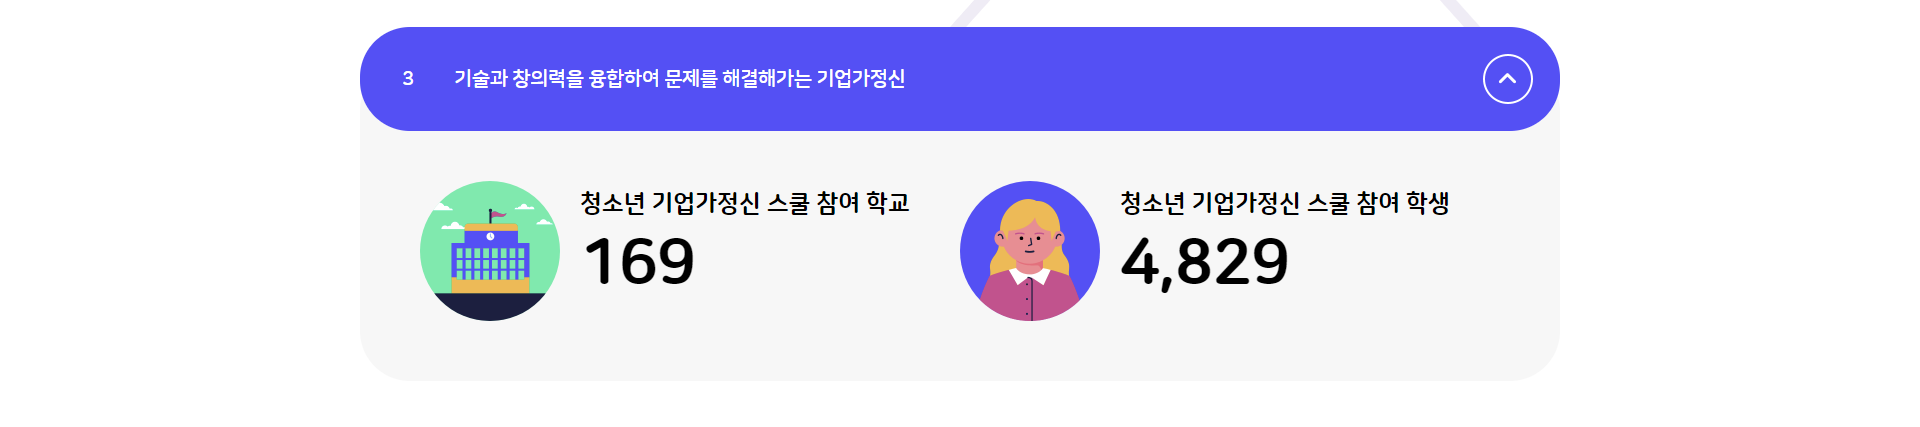 3 기술과 창의력을 융합하여 문제를 해결해가는 기업가정신
청소년 기업가정신 스쿨 참여 학교
169
청소년 기업가정신 스쿨 참여 학생
4,829